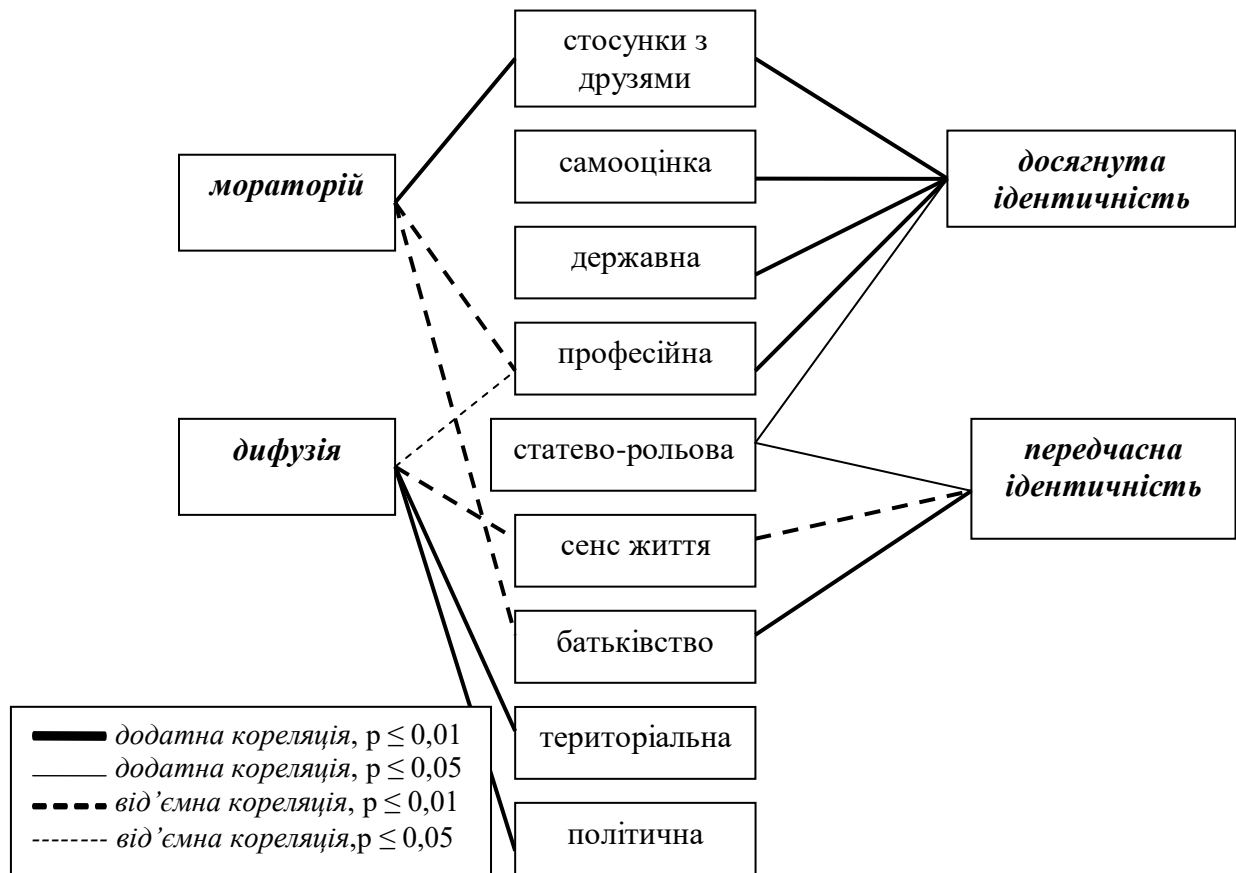 стосунки з
друзями
мораторій
самооцінка
досягнута
ідентичність
державна
професійна
дифузія
статево-рольова
передчасна
ідентичність
сенс життя
батьківство
територіальна
політична
додатна кореляція, p ≤ 0,01
додатна кореляція, p ≤ 0,05
від’ємна кореляція, p ≤ 0,01
від’ємна кореляція,p ≤ 0,05